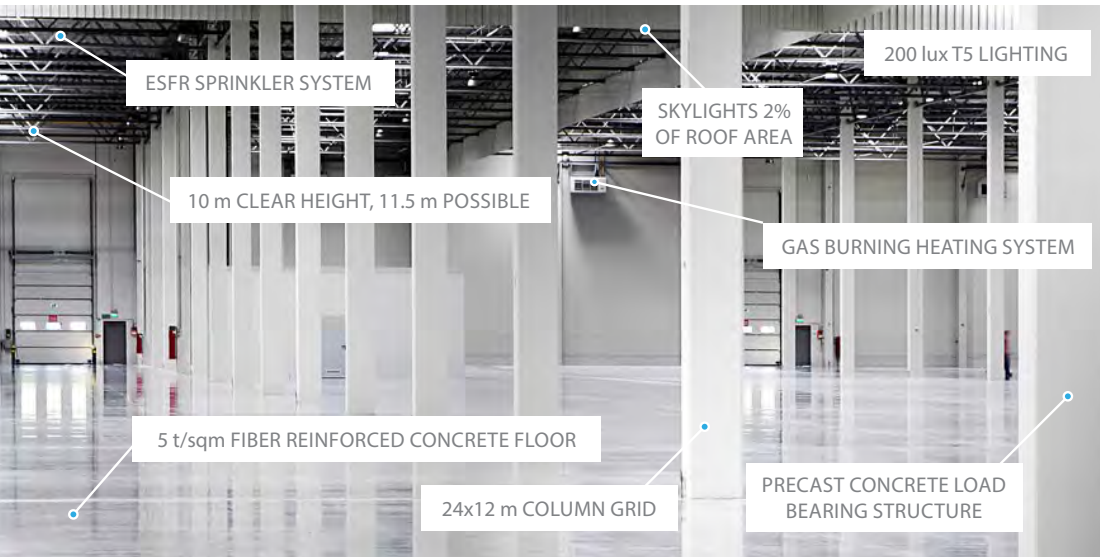 200 lux T5 LIGHTING
ESFR SPRINKLER SYSTEM
SKYLIGHTS 2%
OF ROOF AREA
10 m CLEAR HEIGHT, 11.5 m POSSIBLE
GAS BURNING HEATING SYSTEM
5 t/sqm FIBER REINFORCED CONCRETE FLOOR
24x12 m COLUMN GRID
PRECAST CONCRETE LOAD
BEARING STRUCTURE